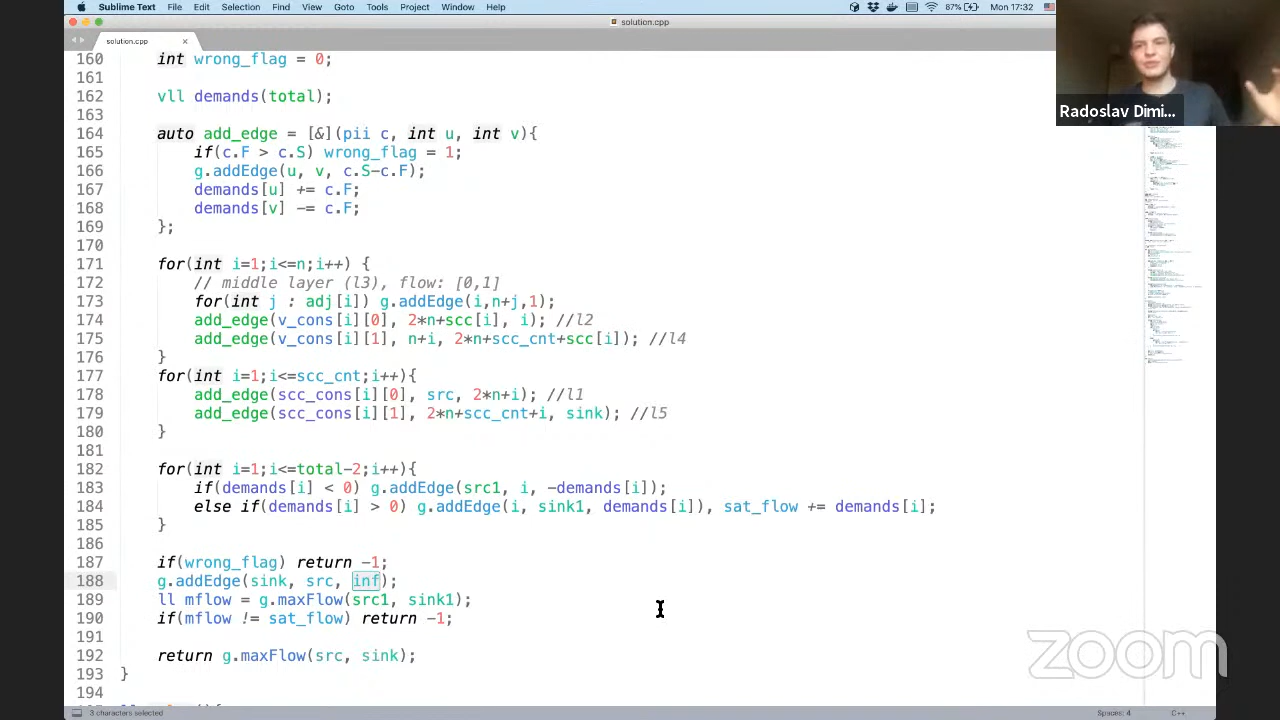 Sublime Text File Edit Selection Find View Goto Tools Project Window Help 87% Mon 17:32
solution.cpp
solution.cpp
Radoslav Dimi...
160 int wrong_flag = 0;
161
162 vll demands(total);
163
164 auto add_edge = [&](pii c, int u, int v){
165 if(c.F > c.S) wrong_flag = 1;
166 g.addEdge(u, v, c.S-c.F);
167 demands[u] += c.F;
168 demands[v] -= c.F;
169 };
170
171 for(int i=1;i<=n;i++) {
172 // middle layer (l3), flow: [0,1]
173 for(int j : adj[i]) g.addEdge(i,n+j,1);
174 add_edge(v_cons[i][0], 2*n+scc[i], i); //l2
175 add_edge(v_cons[i][1], n+i, 2*n+scc_cnt+scc[i]); //l4
176 }
177 for(int i=1;i<=scc_cnt;i++){
178 add_edge(scc_cons[i][0], src, 2*n+i); //l1
179 add_edge(scc_cons[i][1], 2*n+scc_cnt+i, sink); //l5
180 }
181
182 for(int i=1;i<=total-2;i++){
183 if(demands[i] < 0) g.addEdge(src1, i, -demands[i]);
184 else if(demands[i] > 0) g.addEdge(i, sink1, demands[i]), sat_flow += demands[i];
185 }
186
187 if(wrong_flag) return -1;
188 g.addEdge(sink, src, inf);
189 ll mflow = g.maxFlow(src1, sink1);
190 if(mflow != sat_flow) return -1;
191
192 return g.maxFlow(src, sink);
193 }
194
zoom
3 characters selected Spaces: 4 C++